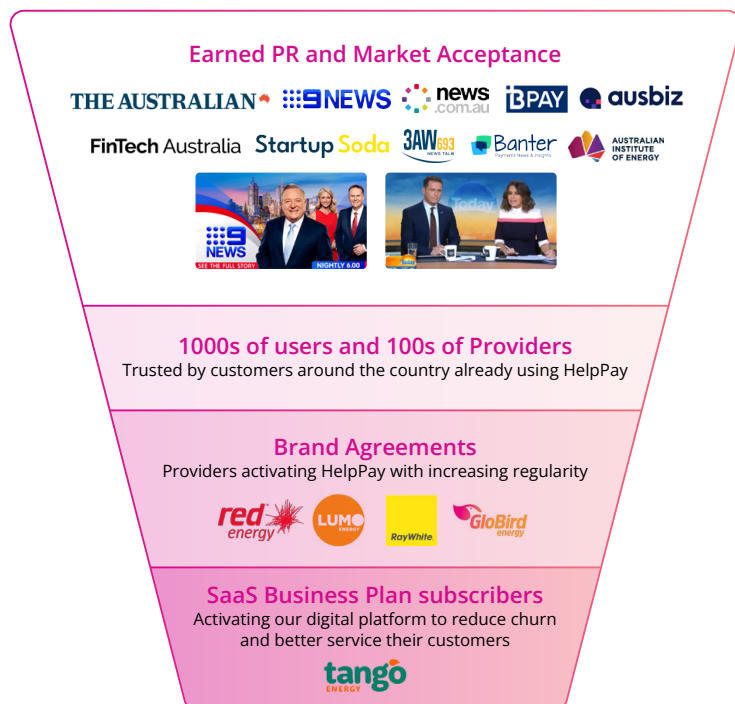 Earned PR and Market Acceptance
THE AUSTRALIAN
9NEWS
news
.com.au
BPAY
ausbiz
FinTech Australia
Startup Soda
3AW693
NEWS TALK
Banter
Payments News & Insights
AUSTRALIAN
INSTITUTE
OF ENERGY
9
NEWS
SEE THE FULL STORY
NIGHTLY 6.00
Today
Today
1000s of users and 100s of Providers
Trusted by customers around the country already using HelpPay
Brand Agreements
Providers activating HelpPay with increasing regularity
red
energy
LUMO
ENERGY
RayWhite
GloBird
energy
SaaS Business Plan subscribers
Activating our digital platform to reduce churn
and better service their customers
tango
ENERGY